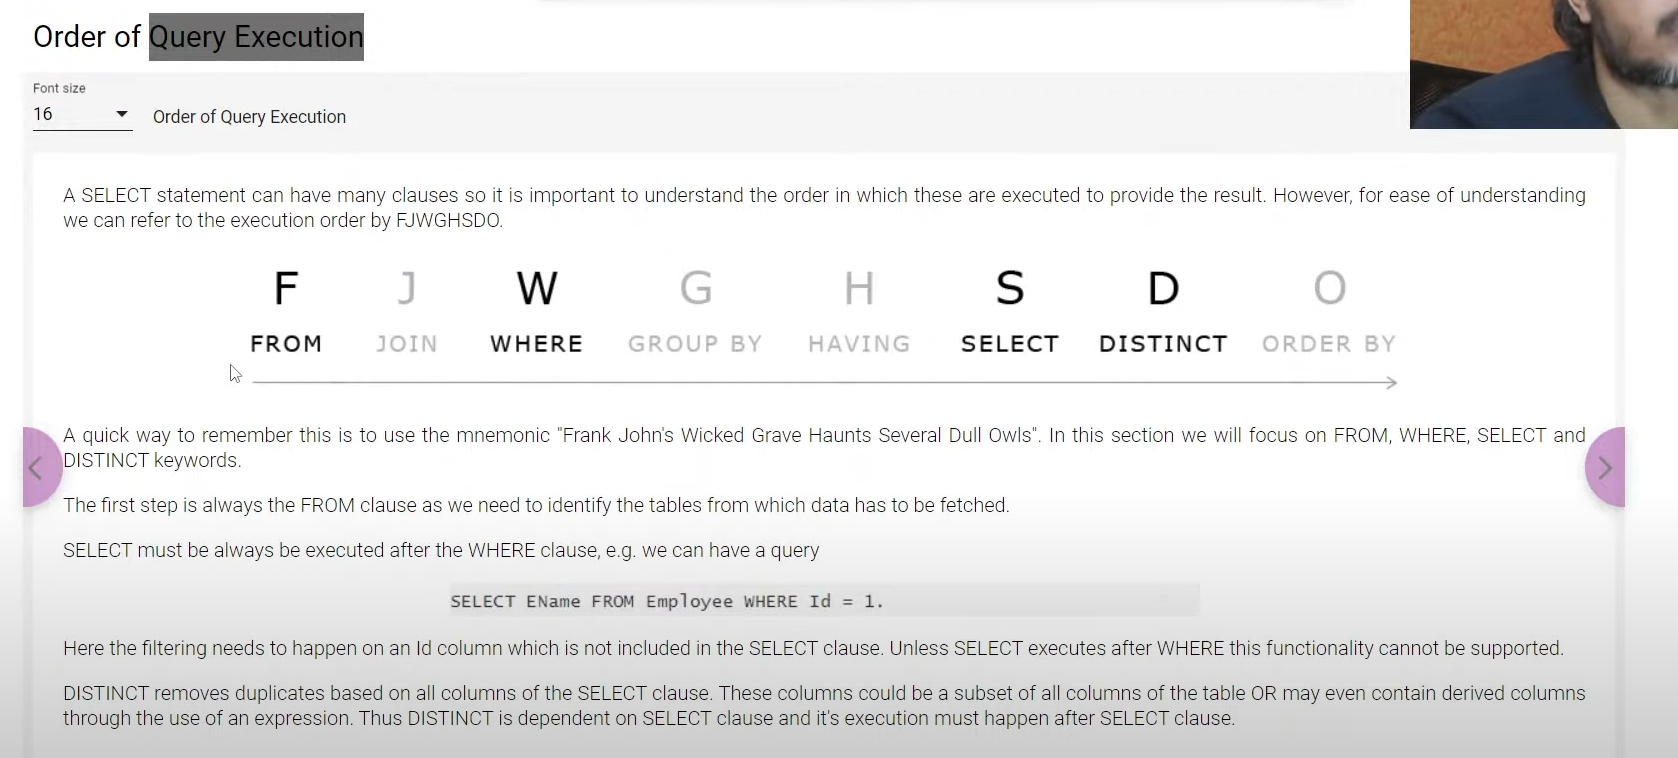 Order of Query Execution
Font size
16
Order of Query Execution
A SELECT statement can have many clauses so it is important to understand the order in which these are executed to provide the result. However, for ease of understanding
we can refer to the execution order by FJWGHSDO.
F J W G H S D O
FROM JOIN WHERE GROUP BY HAVING SELECT DISTINCT ORDER BY
A quick way to remember this is to use the mnemonic "Frank John's Wicked Grave Haunts Several Dull Owls". In this section we will focus on FROM, WHERE, SELECT and
DISTINCT keywords.
The first step is always the FROM clause as we need to identify the tables from which data has to be fetched.
SELECT must be always be executed after the WHERE clause, e.g. we can have a query
SELECT EName FROM Employee WHERE Id = 1.
Here the filtering needs to happen on an Id column which is not included in the SELECT clause. Unless SELECT executes after WHERE this functionality cannot be supported.
DISTINCT removes duplicates based on all columns of the SELECT clause. These columns could be a subset of all columns of the table OR may even contain derived columns
through the use of an expression. Thus DISTINCT is dependent on SELECT clause and it's execution must happen after SELECT clause.